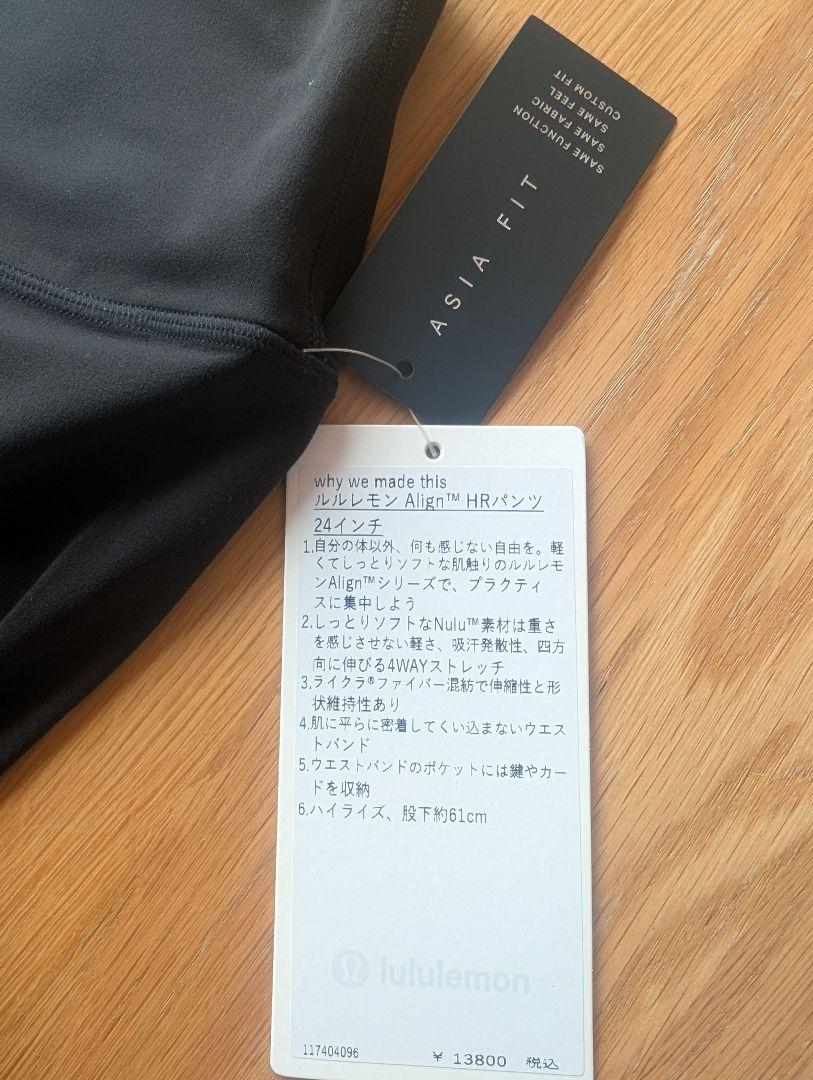 SAME FUNCTION
SAME FABRIC
SAME FEEL
CUSTOM FIT
ASIA FIT
why we made this
ルルレモン Align™ HRパンツ
24インチ
1.自分の体以外、何も感じない自由を。軽
くてしっとりソフトな肌触りのルルレモ
ンAlign™シリーズで、プラクティ
スに集中しよう
2.しっとりソフトなNulu™素材は重さ
を感じさせない軽さ、吸汗発散性、四方
向に伸びる4WAYストレッチ
3.ライクラ®ファイバー混紡で伸縮性と形
状維持性あり
4.肌に平らに密着してくい込まないウエス
トバンド
5.ウエストバンドのポケットには鍵やカー
ドを収納
6.ハイライズ、股下約61cm
lululemon
117404096 ¥ 13800 税込